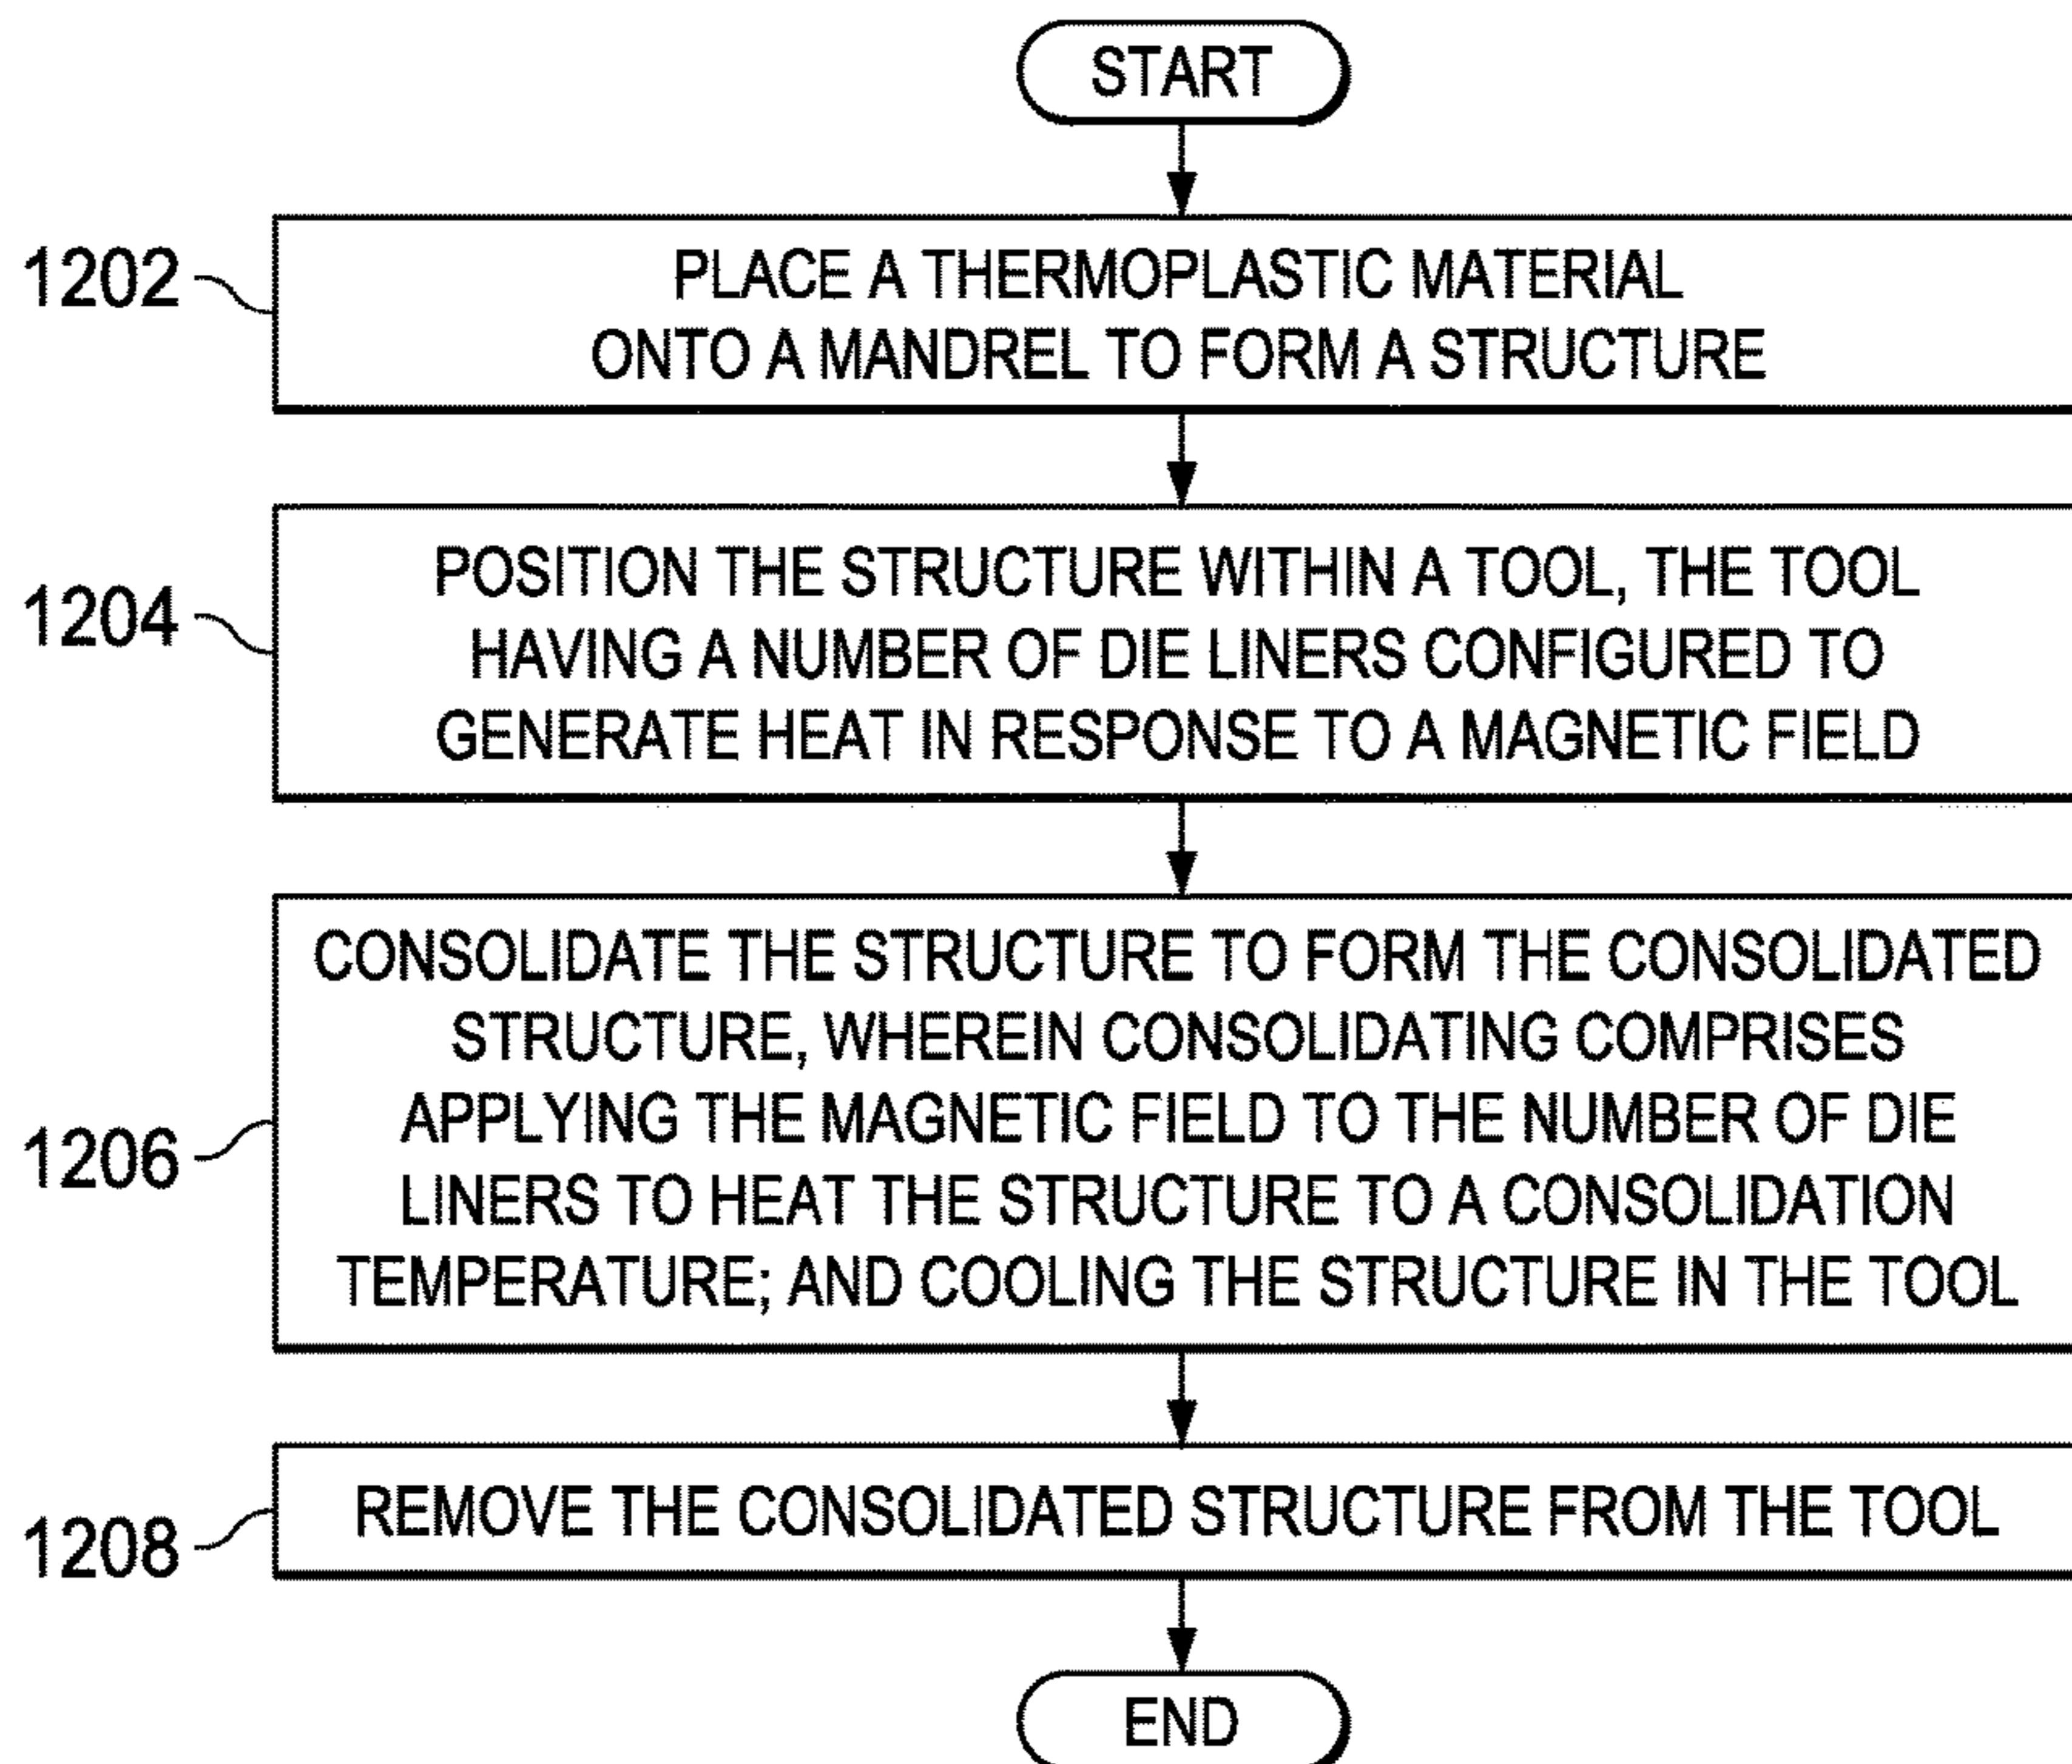 START
1202
PLACE A THERMOPLASTIC MATERIAL
ONTO A MANDREL TO FORM A STRUCTURE
1204
POSITION THE STRUCTURE WITHIN A TOOL, THE TOOL
HAVING A NUMBER OF DIE LINERS CONFIGURED TO
GENERATE HEAT IN RESPONSE TO A MAGNETIC FIELD
1206
CONSOLIDATE THE STRUCTURE TO FORM THE CONSOLIDATED
STRUCTURE, WHEREIN CONSOLIDATING COMPRISES
APPLYING THE MAGNETIC FIELD TO THE NUMBER OF DIE
LINERS TO HEAT THE STRUCTURE TO A CONSOLIDATION
TEMPERATURE; AND COOLING THE STRUCTURE IN THE TOOL
1208
REMOVE THE CONSOLIDATED STRUCTURE FROM THE TOOL
END